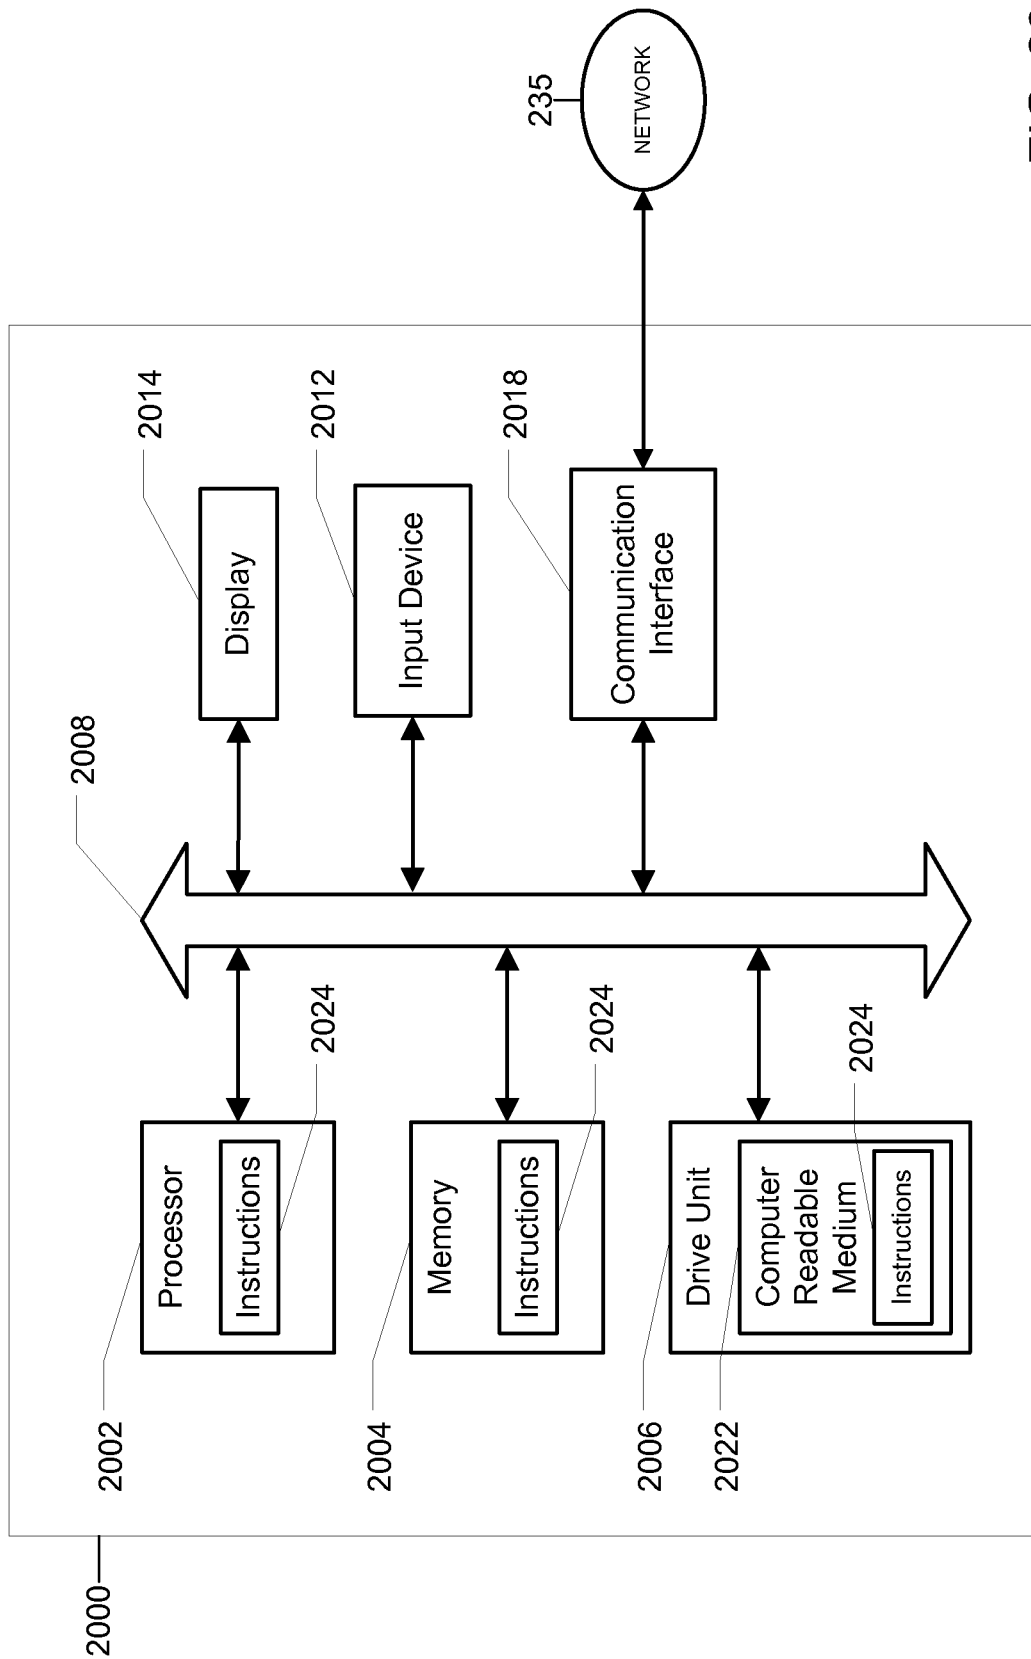 2000
2002
Processor
Instructions
2024
2004
Memory
Instructions
2024
2006
2022
Drive Unit
Computer
Readable
Medium
Instructions
2024
2008
Display
2014
Input Device
2012
Communication
Interface
2018
235
NETWORK